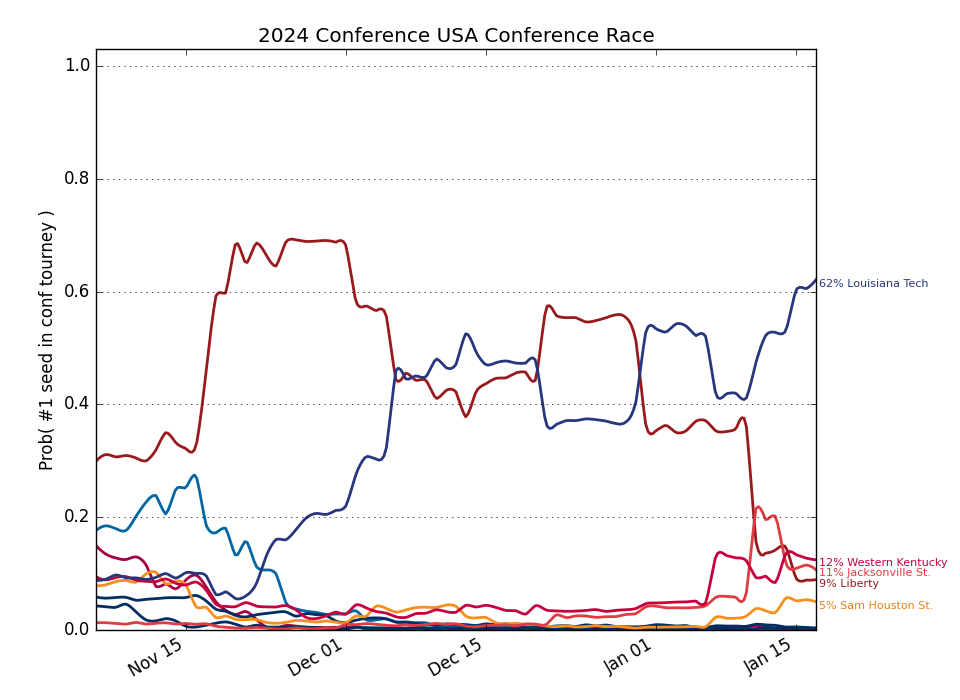 2024 Conference USA Conference Race
Prob( #1 seed in conf tourney )
1.0
0.8
0.6
0.4
0.2
0.0
62% Louisiana Tech
12% Western Kentucky
11% Jacksonville St.
9% Liberty
5% Sam Houston St.
Nov 15
Dec 01
Dec 15
Jan 01
Jan 15